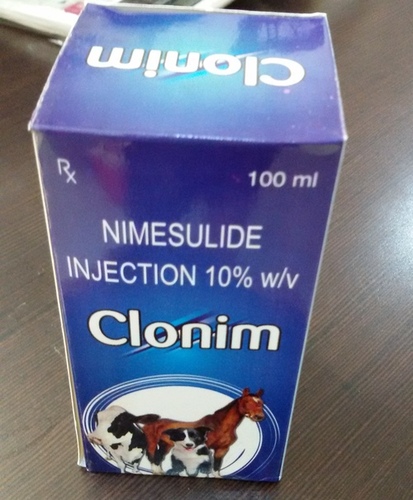 Clonim
Rx 100 ml
NIMESULIDE
INJECTION 10% w/v
Clonim